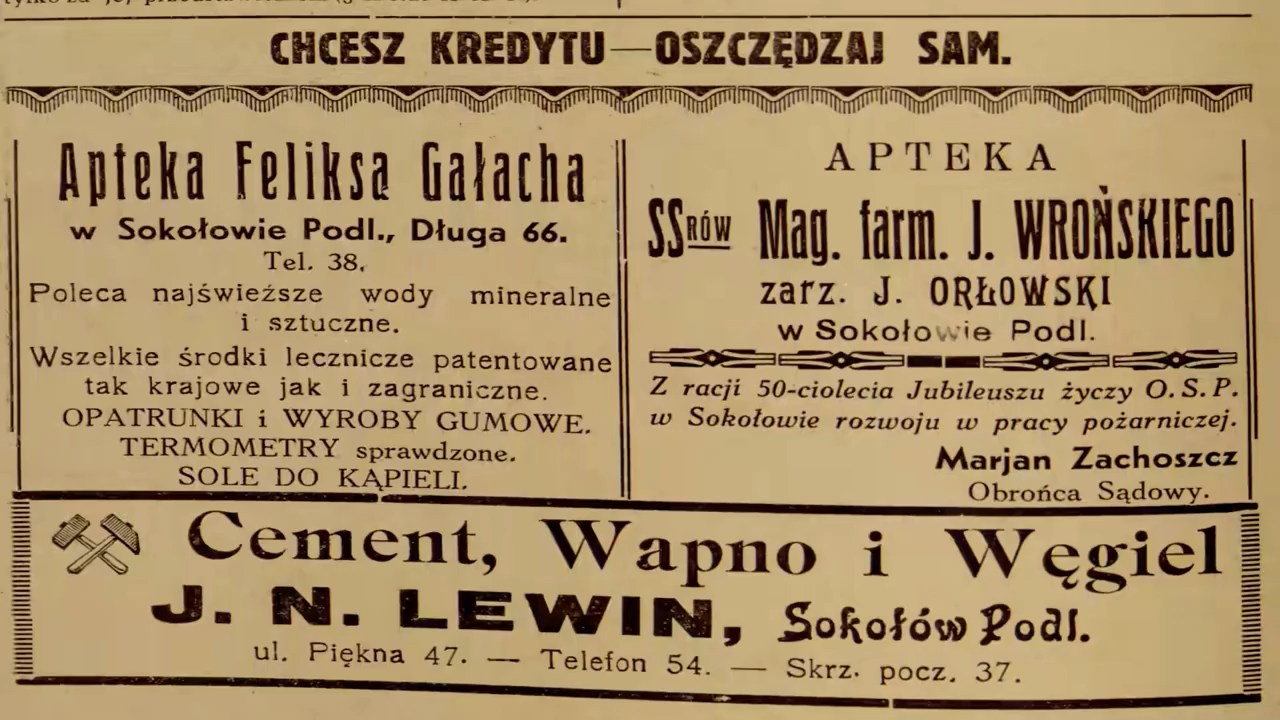 CHCESZ KREDYTU—OSZCZĘDZAJ SAM.
Apteka Feliksa Gałacha
w Sokołowie Podl., Długa 66.
Tel. 38.
Poleca najświeższe wody mineralne
i sztuczne.
Wszelkie środki lecznicze patentowane
tak krajowe jak i zagraniczne.
OPATRUNKI i WYROBY GUMOWE.
TERMOMETRY sprawdzone.
SOLE DO KĄPIELI.
APTEKA
SSRÓW Mag. farm. J. WROŃSKIEGO
zarz. J. ORŁOWSKI
w Sokołowie Podl.
Z racji 50-ciolecia Jubileuszu życzy O.S.P.
w Sokołowie rozwoju w pracy pożarniczej.
Marjan Zachoszcz
Obrońca Sądowy.
Cement, Wapno i Węgiel
J. N. LEWIN, Sokołów Podl.
ul. Piękna 47. — Telefon 54. — Skrz. pocz. 37.